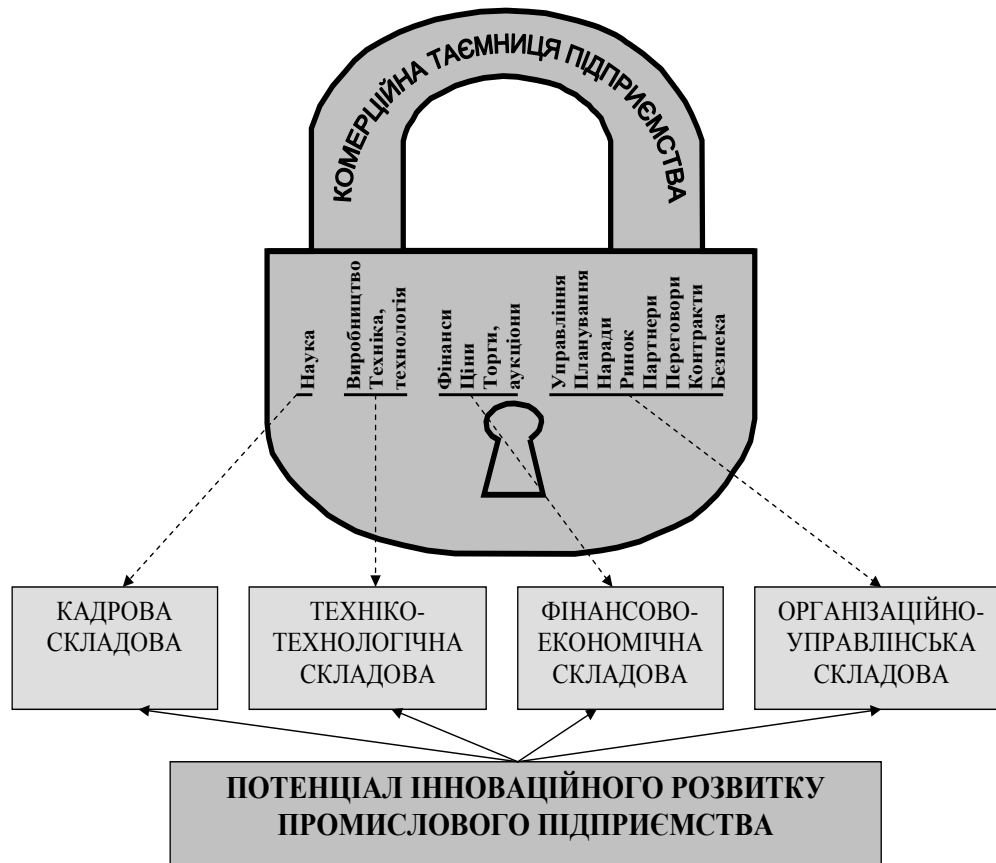 КОМЕРЦІЙНА ТАЄМНИЦЯ ПІДПРИЄМСТВА
Наука
Виробництво
Техніка,
технологія
Фінанси
Ціни
Торги,
аукціони
Управління
Планування
Наради
Ринок
Партнери
Переговори
Контракти
Безпека
КАДРОВА
СКЛАДОВА
ТЕХНІКО-
ТЕХНОЛОГІЧНА
СКЛАДОВА
ФІНАНСОВО-
ЕКОНОМІЧНА
СКЛАДОВА
ОРГАНІЗАЦІЙНО-
УПРАВЛІНСЬКА
СКЛАДОВА
ПОТЕНЦІАЛ ІННОВАЦІЙНОГО РОЗВИТКУ
ПРОМИСЛОВОГО ПІДПРИЄМСТВА